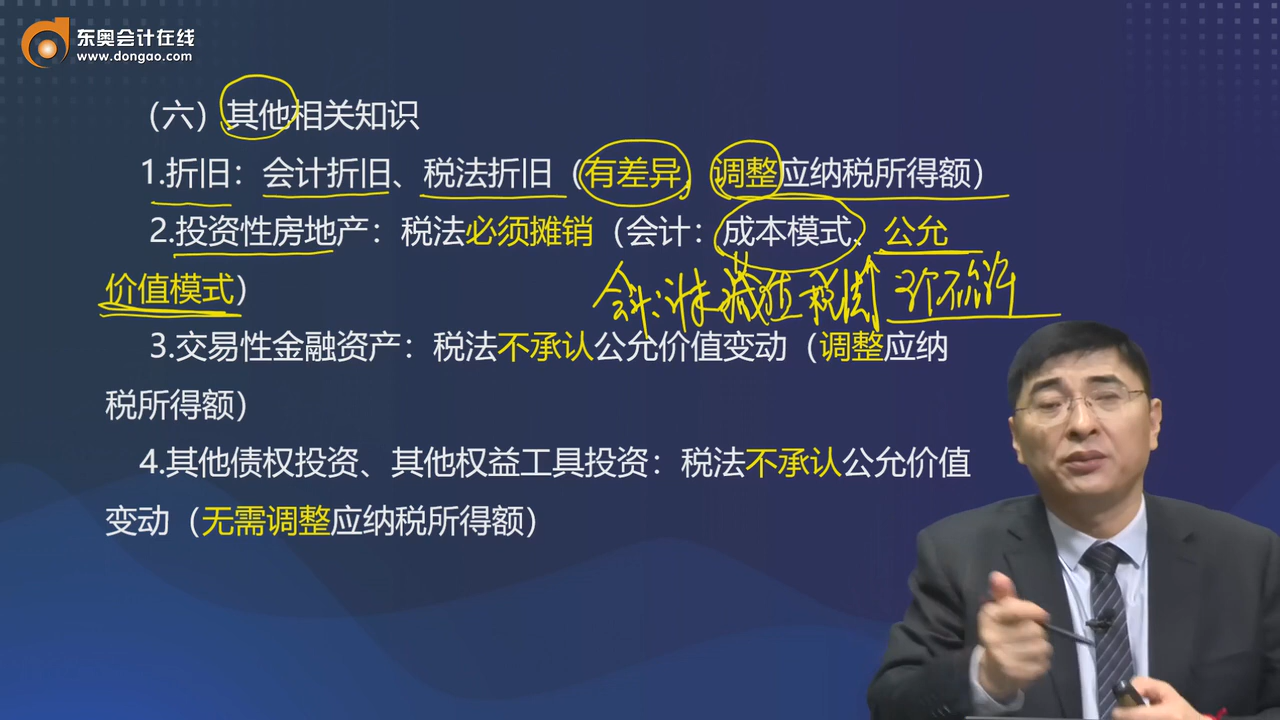 东奥会计在线
www.dongao.com
（六）其他相关知识
1.折旧：会计折旧、税法折旧（有差异，调整应纳税所得额）
2.投资性房地产：税法必须摊销（会计：成本模式、公允
价值模式）
3.交易性金融资产：税法不承认公允价值变动（调整应纳
税所得额）
4.其他债权投资、其他权益工具投资：税法不承认公允价值
变动（无需调整应纳税所得额）